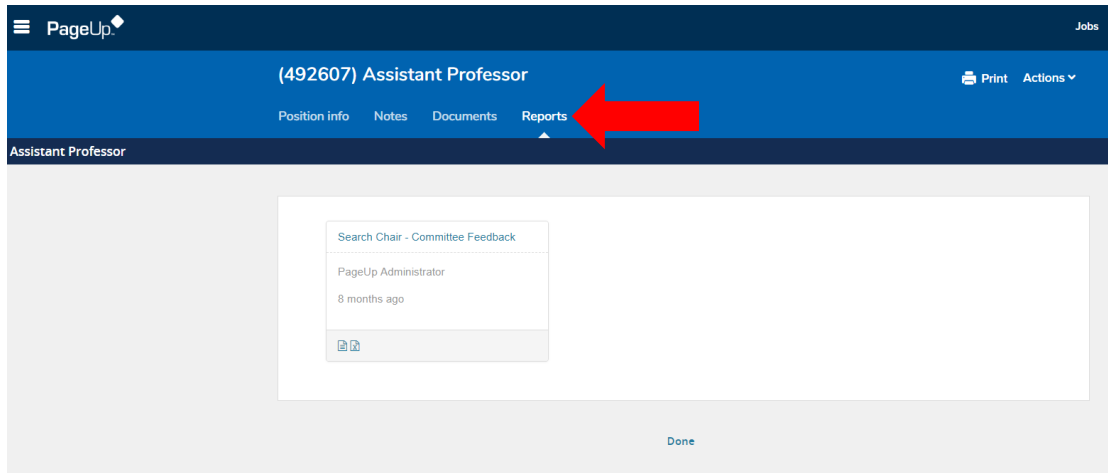 PageUp
Jobs
(492607) Assistant Professor
Print Actions
Position info Notes Documents Reports
Assistant Professor
Search Chair - Committee Feedback
PageUp Administrator
8 months ago
Done